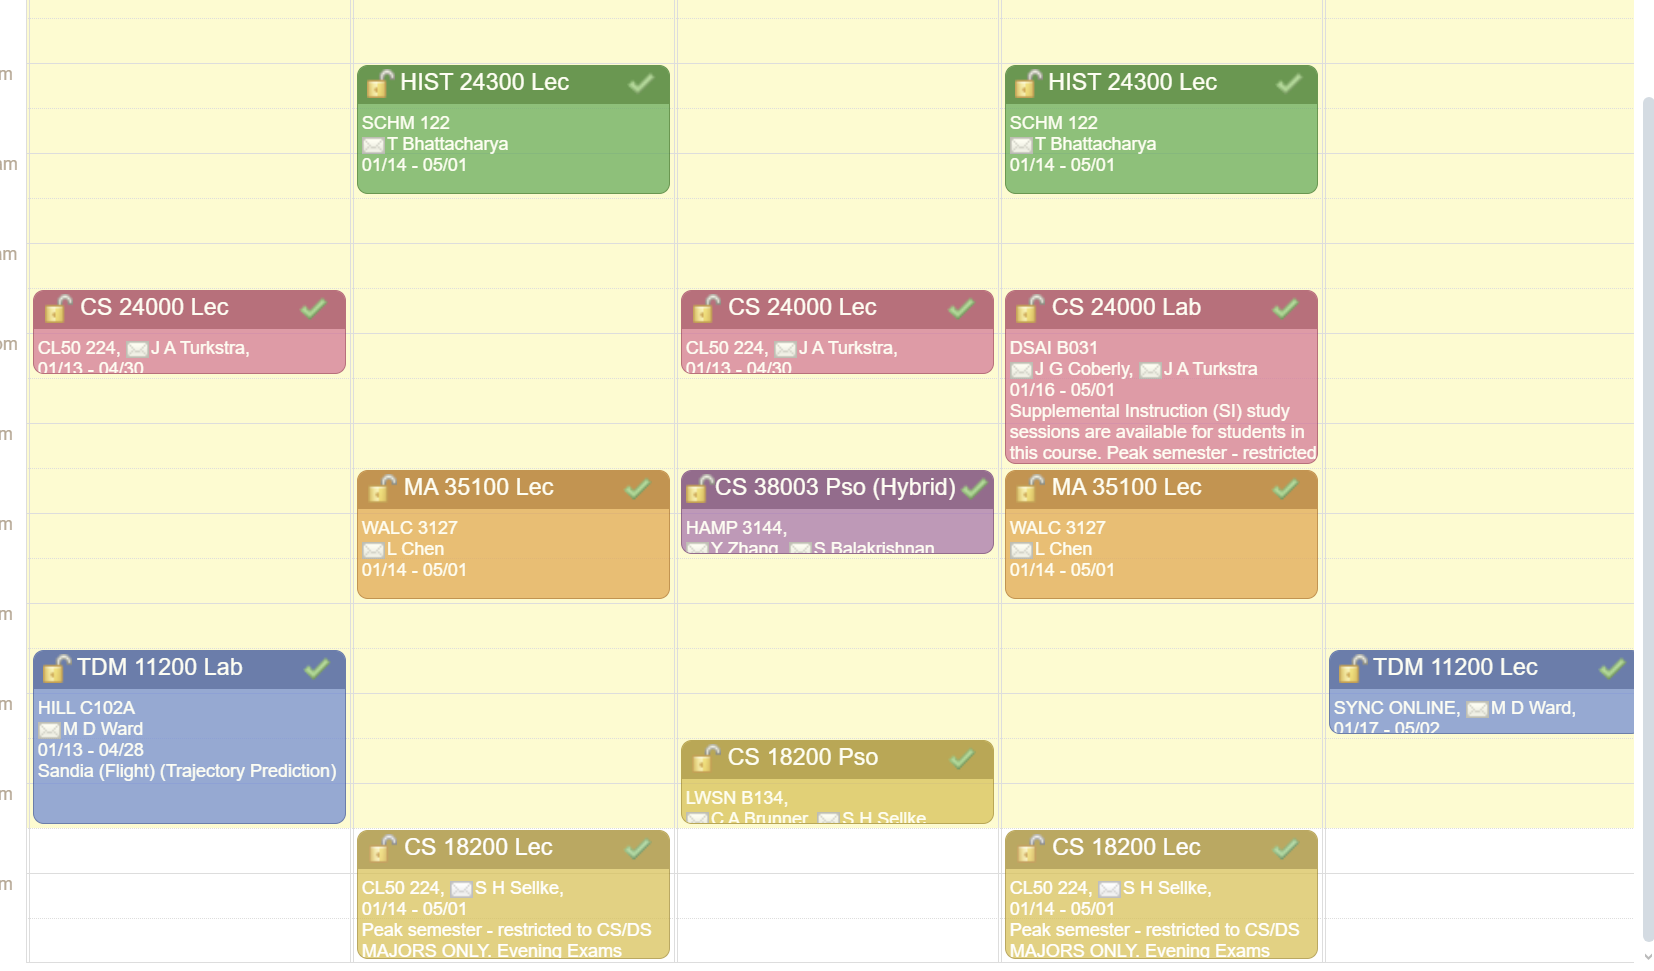 m
am
am
om
m
m
m
m
m
m
HIST 24300 Lec
SCHM 122
T Bhattacharya
01/14 - 05/01
HIST 24300 Lec
SCHM 122
T Bhattacharya
01/14 - 05/01
CS 24000 Lec
CL50 224, J A Turkstra,
01/13 - 04/30
CS 24000 Lec
CL50 224, J A Turkstra,
01/13 - 04/30
CS 24000 Lab
DSAI B031
J G Coberly, J A Turkstra
01/16 - 05/01
Supplemental Instruction (SI) study
sessions are available for students in
this course. Peak semester - restricted
MA 35100 Lec
WALC 3127
L Chen
01/14 - 05/01
CS 38003 Pso (Hybrid)
HAMP 3144,
Y Zhang, S Balakrishnan
MA 35100 Lec
WALC 3127
L Chen
01/14 - 05/01
TDM 11200 Lab
HILL C102A
M D Ward
01/13 - 04/28
Sandia (Flight) (Trajectory Prediction)
TDM 11200 Lec
SYNC ONLINE, M D Ward,
01/17 - 05/02
CS 18200 Pso
LWSN B134,
C A Brunner, S H Sellke
CS 18200 Lec
CL50 224, S H Sellke,
01/14 - 05/01
Peak semester - restricted to CS/DS
MAJORS ONLY. Evening Exams
CS 18200 Lec
CL50 224, S H Sellke,
01/14 - 05/01
Peak semester - restricted to CS/DS
MAJORS ONLY. Evening Exams